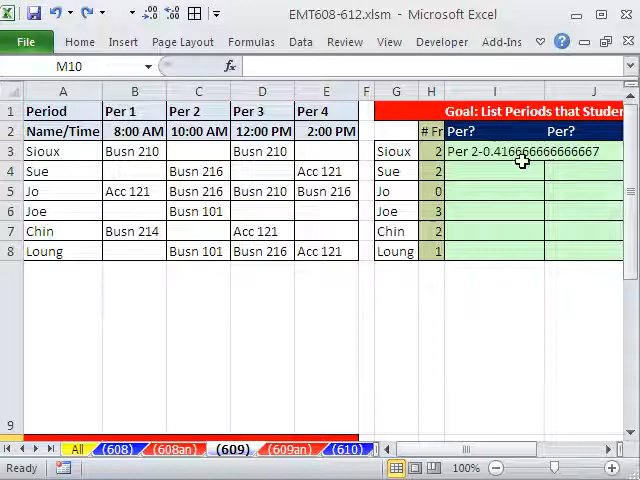 EMT608-612.xlsm - Microsoft Excel
File Home Insert Page Layout Formulas Data Review View Developer Add-Ins
M10 fx
A B C D E F G H I J
1 Period Per 1 Per 2 Per 3 Per 4 Goal: List Periods that Studen
2 Name/Time 8:00 AM 10:00 AM 12:00 PM 2:00 PM # Fr Per? Per?
3 Sioux Busn 210 Busn 210 Sioux 2 Per 2-0.416666666666667
4 Sue Busn 216 Acc 121 Sue 2
5 Jo Acc 121 Busn 216 Busn 210 Busn 216 Jo 0
6 Joe Busn 101 Joe 3
7 Chin Busn 214 Acc 121 Chin 2
8 Loung Busn 101 Busn 216 Acc 121 Loung 1
9
All (608) (608an) (609) (609an) (610)
Ready 100%